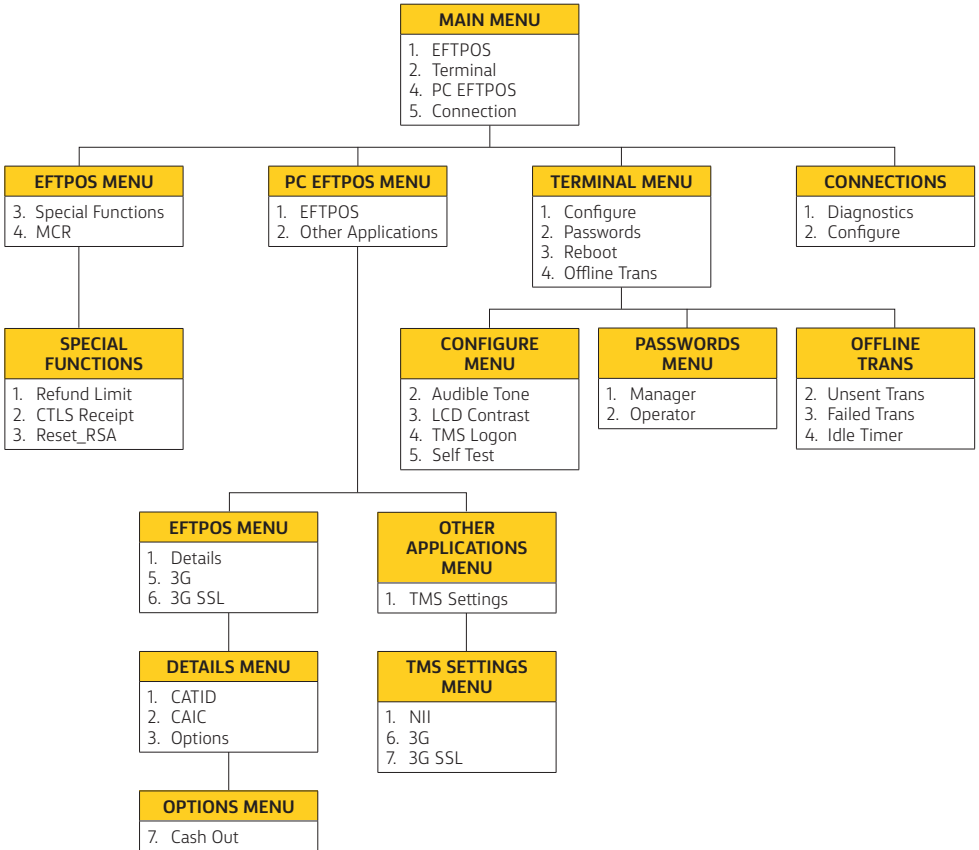 MAIN MENU
1. EFTPOS
2. Terminal
4. PC EFTPOS
5. Connection
EFTPOS MENU
3. Special Functions
4. MCR
PC EFTPOS MENU
1. EFTPOS
2. Other Applications
TERMINAL MENU
1. Configure
2. Passwords
3. Reboot
4. Offline Trans
CONNECTIONS
1. Diagnostics
2. Configure
SPECIAL
FUNCTIONS
1. Refund Limit
2. CTLS Receipt
3. Reset_RSA
CONFIGURE
MENU
2. Audible Tone
3. LCD Contrast
4. TMS Logon
5. Self Test
PASSWORDS
MENU
1. Manager
2. Operator
OFFLINE
TRANS
2. Unsent Trans
3. Failed Trans
4. Idle Timer
EFTPOS MENU
1. Details
5. 3G
6. 3G SSL
OTHER
APPLICATIONS
MENU
1. TMS Settings
DETAILS MENU
1. CATID
2. CAIC
3. Options
TMS SETTINGS
MENU
1. NII
6. 3G
7. 3G SSL
OPTIONS MENU
7. Cash Out